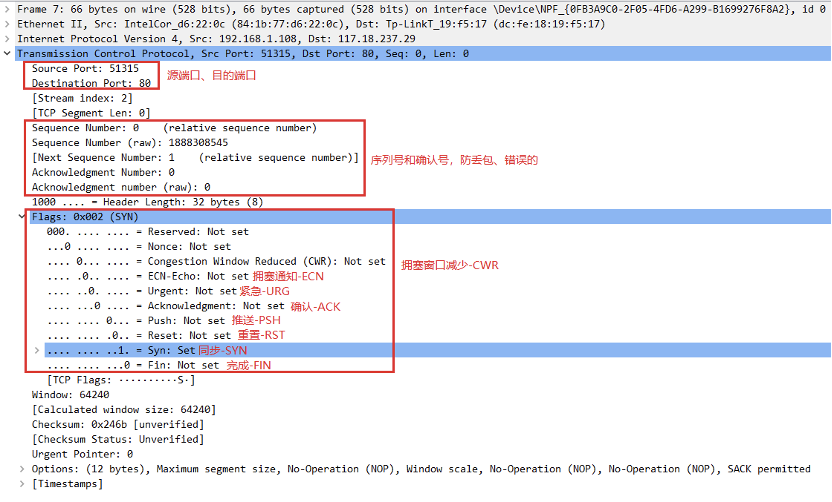 Frame 7: 66 bytes on wire (528 bits), 66 bytes captured (528 bits) on interface \Device\NPF_{0FB3A9C0-2F05-4FD6-A299-B1699276F8A2}, id 0
Ethernet II, Src: IntelCor_d6:22:0c (84:1b:77:d6:22:0c), Dst: Tp-LinkT_19:f5:17 (dc:fe:18:19:f5:17)
Internet Protocol Version 4, Src: 192.168.1.108, Dst: 117.18.237.29
Transmission Control Protocol, Src Port: 51315, Dst Port: 80, Seq: 0, Len: 0
Source Port: 51315
源端口、目的端口
Destination Port: 80
[Stream index: 2]
[TCP Segment Len: 0]
Sequence Number: 0    (relative sequence number)
Sequence Number (raw): 1888308545
[Next Sequence Number: 1    (relative sequence number)]
序列号和确认号，防丢包、错误的
Acknowledgment Number: 0
Acknowledgment number (raw): 0
1000 .... = Header Length: 32 bytes (8)
Flags: 0x002 (SYN)
000. .... .... = Reserved: Not set
...0 .... .... = Nonce: Not set
.... 0... .... = Congestion Window Reduced (CWR): Not set 拥塞窗口减少-CWR
.... .0.. .... = ECN-Echo: Not set 拥塞通知-ECN
.... ..0. .... = Urgent: Not set 紧急-URG
.... ...0 .... = Acknowledgment: Not set 确认-ACK
.... .... 0... = Push: Not set 推送-PSH
.... .... .0.. = Reset: Not set 重置-RST
.... .... ..1. = Syn: Set 同步-SYN
.... .... ...0 = Fin: Not set 完成-FIN
[TCP Flags: ··········S·]
Window: 64240
[Calculated window size: 64240]
Checksum: 0x246b [unverified]
[Checksum Status: Unverified]
Urgent Pointer: 0
Options: (12 bytes), Maximum segment size, No-Operation (NOP), Window scale, No-Operation (NOP), No-Operation (NOP), SACK permitted
[Timestamps]